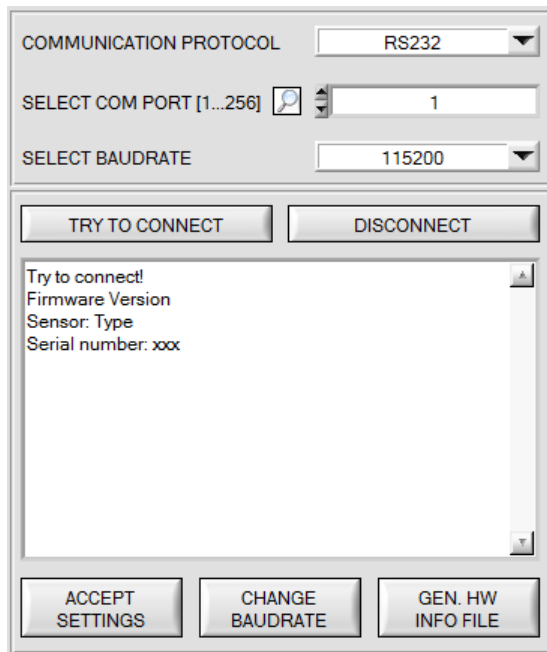 COMMUNICATION PROTOCOL RS232
SELECT COM PORT [1...256] 1
SELECT BAUDRATE 115200
TRY TO CONNECT DISCONNECT
Try to connect!
Firmware Version
Sensor: Type
Serial number: xxx
ACCEPT SETTINGS
CHANGE BAUDRATE
GEN. HW INFO FILE